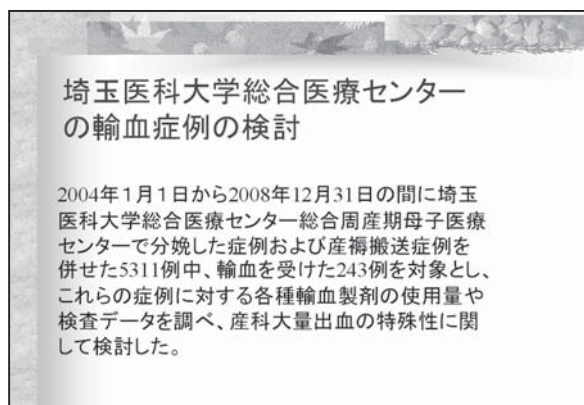 埼玉医科大学総合医療センター
の輸血症例の検討
2004年1月1日から2008年12月31日の間に埼玉
医科大学総合医療センター総合周産期母子医療
センターで分娩した症例および産褥搬送症例を
併せた5311例中、輸血を受けた243例を対象とし、
これらの症例に対する各種輸血製剤の使用量や
検査データを調べ、産科大量出血の特殊性に関
して検討した。